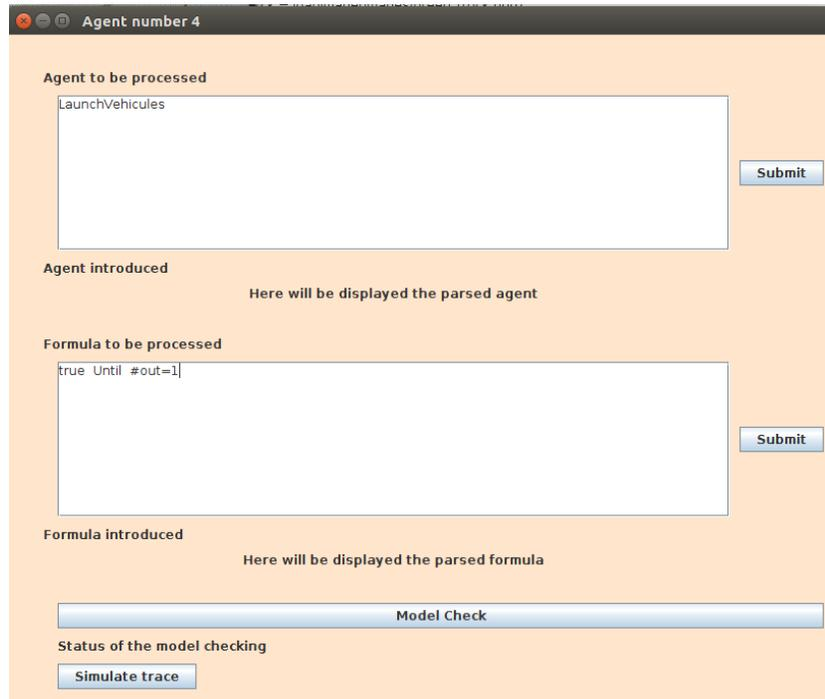 Agent number 4
Agent to be processed
LaunchVehicules
Submit
Agent introduced
Here will be displayed the parsed agent
Formula to be processed
true Until #out=1
Submit
Formula introduced
Here will be displayed the parsed formula
Model Check
Status of the model checking
Simulate trace